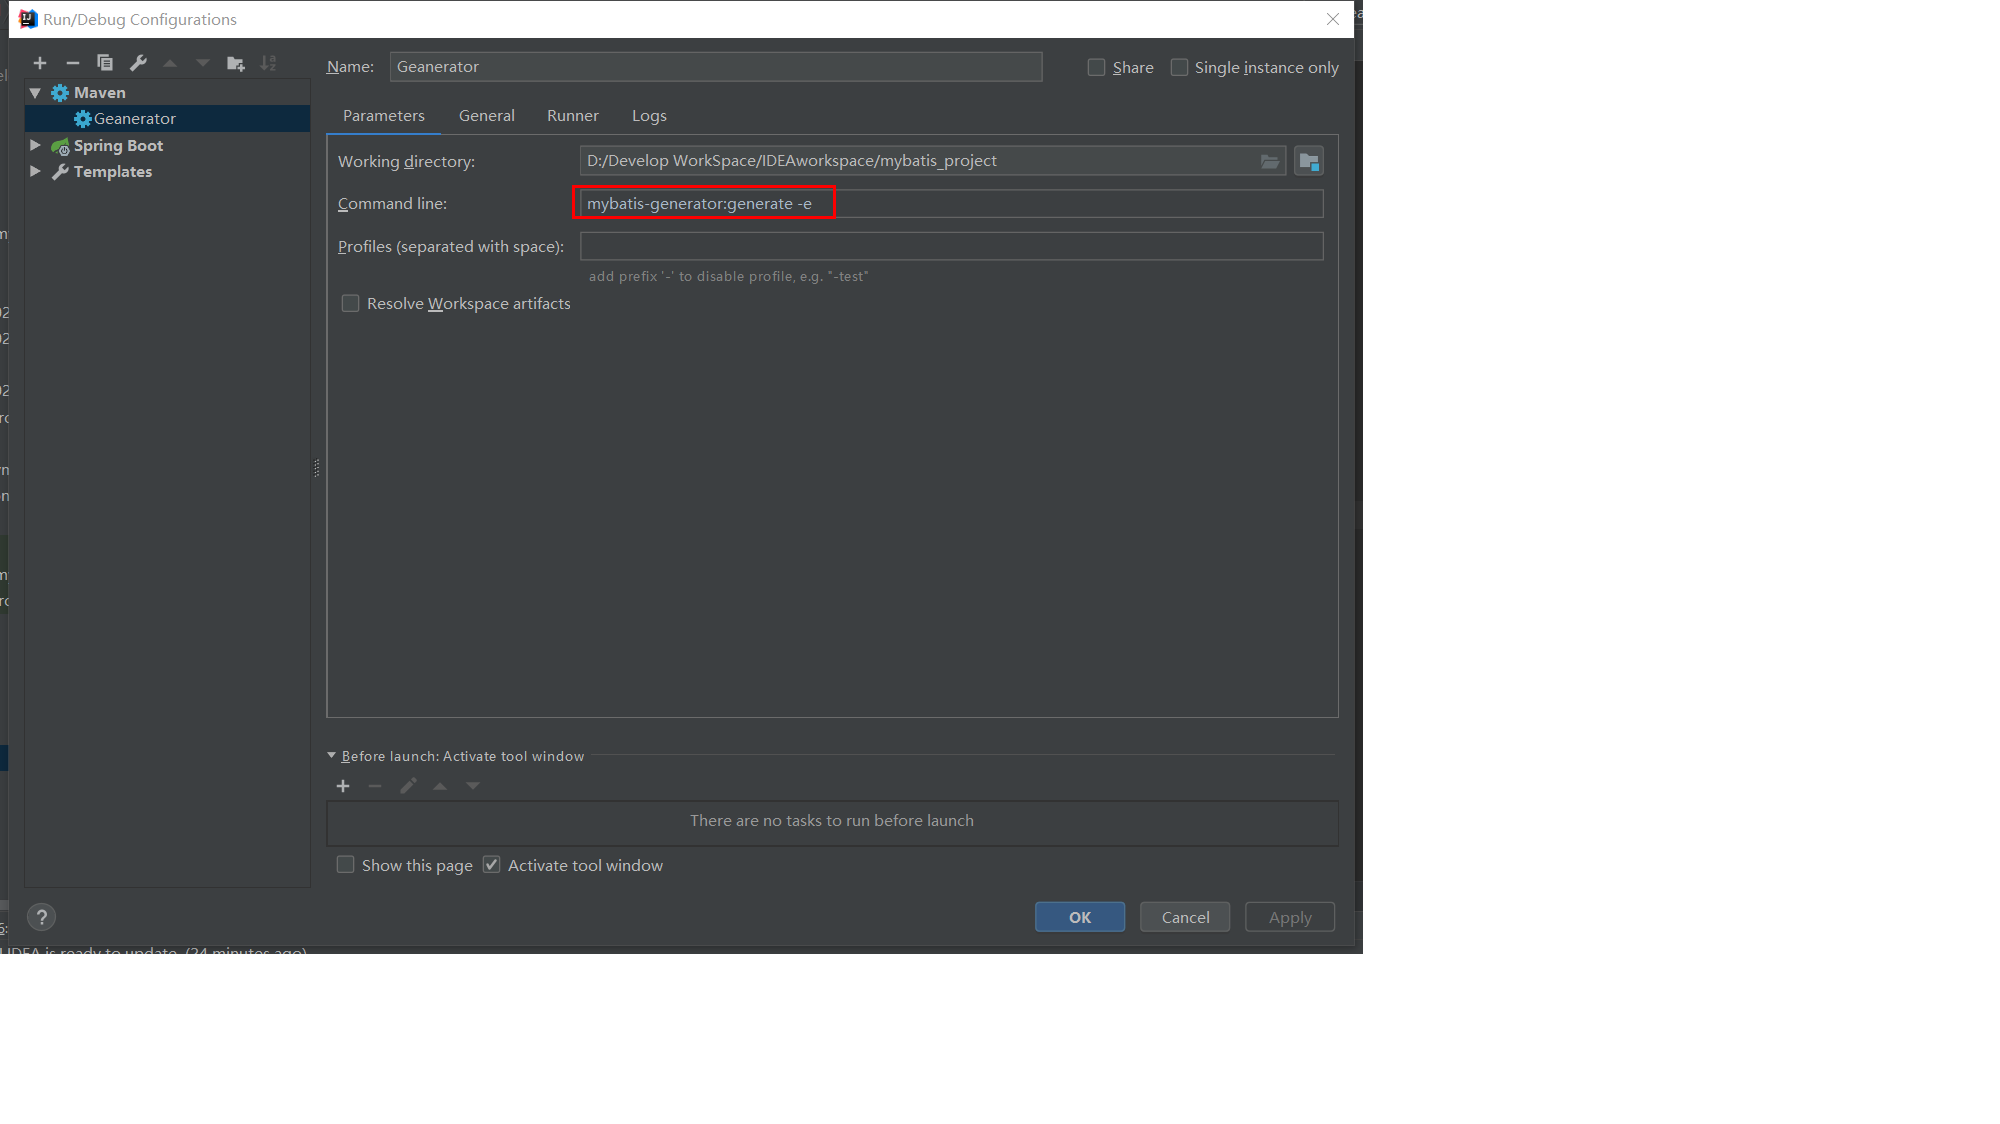 Run/Debug Configurations
Name: Geanerator
Share
Single instance only
Maven
Geanerator
Spring Boot
Templates
Parameters General Runner Logs
Working directory: D:/Develop WorkSpace/IDEAworkspace/mybatis_project
Command line: mybatis-generator:generate -e
Profiles (separated with space):
add prefix '-' to disable profile, e.g. "-test"
Resolve Workspace artifacts
Before launch: Activate tool window
There are no tasks to run before launch
Show this page Activate tool window
? OK Cancel Apply
IDEA is ready to update. (24 minutes ago)